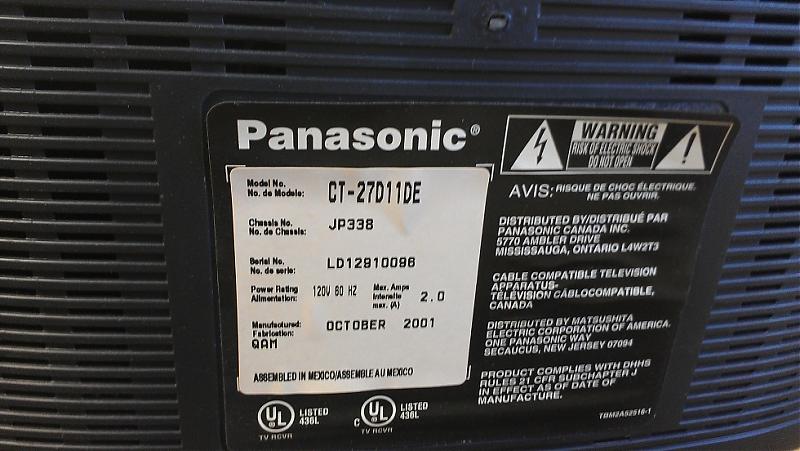 Panasonic®
Model No.
No. de Modele:
CT-27D11DE
Chassis No.
No. de Chassis:
JP338
Serial No.
No. de serie:
LD12910096
Power Rating
Alimentation:
120V 60 HZ
Max. Amps
Intensite
max. (A)
2.0
Manufactured:
Fabrication:
OCTOBER 2001
QAM
ASSEMBLED IN MEXICO/ASSEMBLE AU MEXICO
UL LISTED
436L
TV RCVR
C UL LISTED
436L
TV RCVR
WARNING
RISK OF ELECTRIC SHOCK
DO NOT OPEN
AVIS: RISQUE DE CHOC ÉLECTRIQUE.
NE PAS OUVRIR.
DISTRIBUTED BY/DISTRIBUÉ PAR
PANASONIC CANADA INC.
5770 AMBLER DRIVE
MISSISSAUGA, ONTARIO L4W2T3
CABLE COMPATIBLE TELEVISION
APPARATUS-
TÉLÉVISION CÂBLOCOMPATIBLE,
CANADA
DISTRIBUTED BY MATSUSHITA
ELECTRIC CORPORATION OF AMERICA.
ONE PANASONIC WAY
SECAUCUS, NEW JERSEY 07094
PRODUCT COMPLIES WITH DHHS
RULES 21 CFR SUBCHAPTER J
IN EFFECT AS OF DATE OF
MANUFACTURE.
TBM2A52516-1